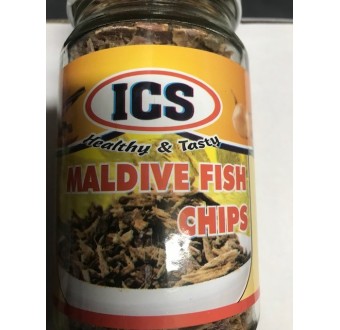 ICS
Healthy & Tasty
MALDIVE FISH
CHIPS